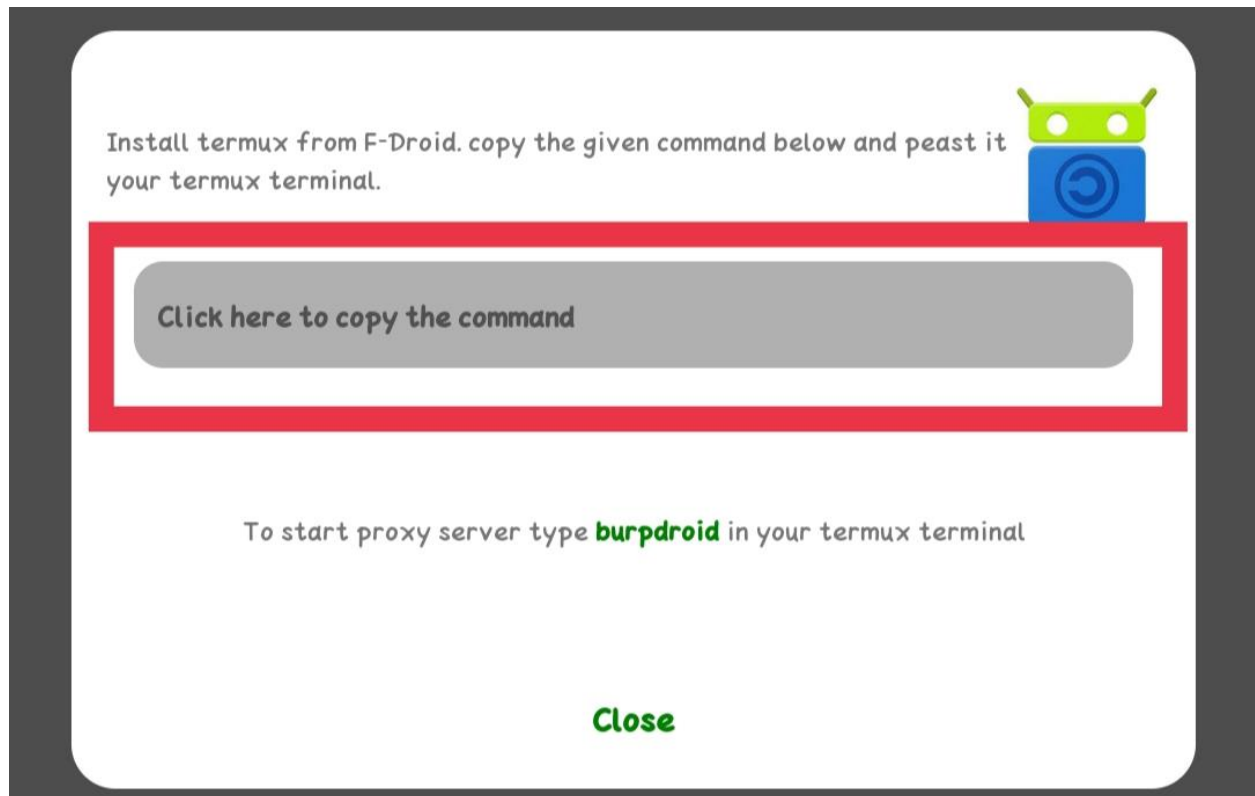 Install termux from F-Droid. copy the given command below and peast it
your termux terminal.
Click here to copy the command
To start proxy server type burpdroid in your termux terminal
Close